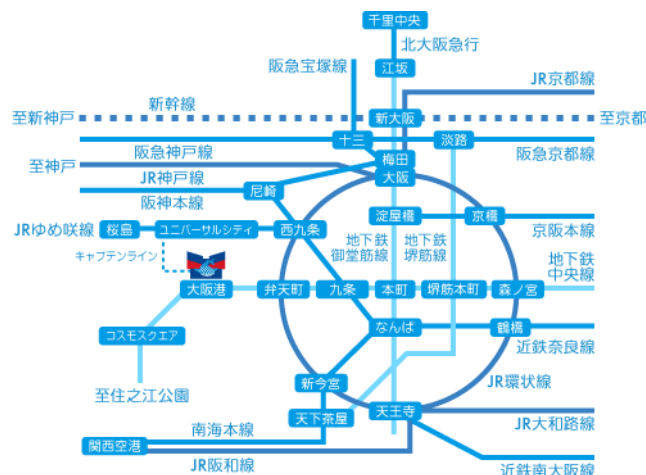 千里中央
北大阪急行
阪急宝塚線
江坂
JR京都線
新幹線
至新神戸
新大阪
至京都
十三
淡路
阪急神戸線
梅田
阪急京都線
至神戸
大阪
JR神戸線
尼崎
阪神本線
淀屋橋
京橋
JRゆめ咲線
桜島
ユニバーサルシティ
西九条
京阪本線
地下鉄
御堂筋線
地下鉄
堺筋線
地下鉄
中央線
キャプテンライン
大阪港
弁天町
九条
本町
堺筋本町
森ノ宮
コスモスクエア
なんば
鶴橋
近鉄奈良線
新今宮
JR環状線
至住之江公園
天下茶屋
天王寺
JR大和路線
南海本線
関西空港
JR阪和線
近鉄南大阪線